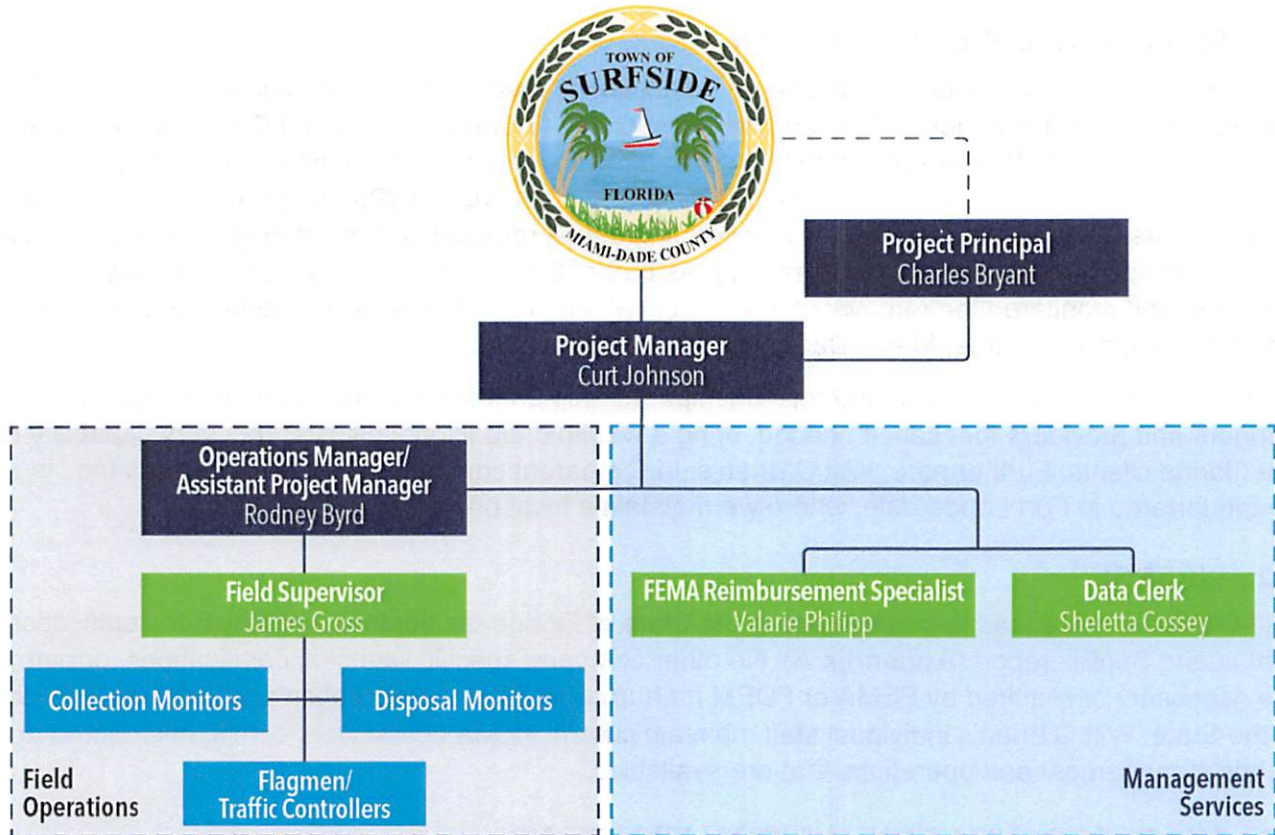 TOWN OF
SURFSIDE
FLORIDA
MIAMI-DADE COUNTY
Project Principal
Charles Bryant
Project Manager
Curt Johnson
Operations Manager/
Assistant Project Manager
Rodney Byrd
Field Supervisor
James Gross
FEMA Reimbursement Specialist
Valarie Philipp
Data Clerk
Sheletta Cossey
Collection Monitors
Disposal Monitors
Flagmen/
Traffic Controllers
Field
Operations
Management
Services